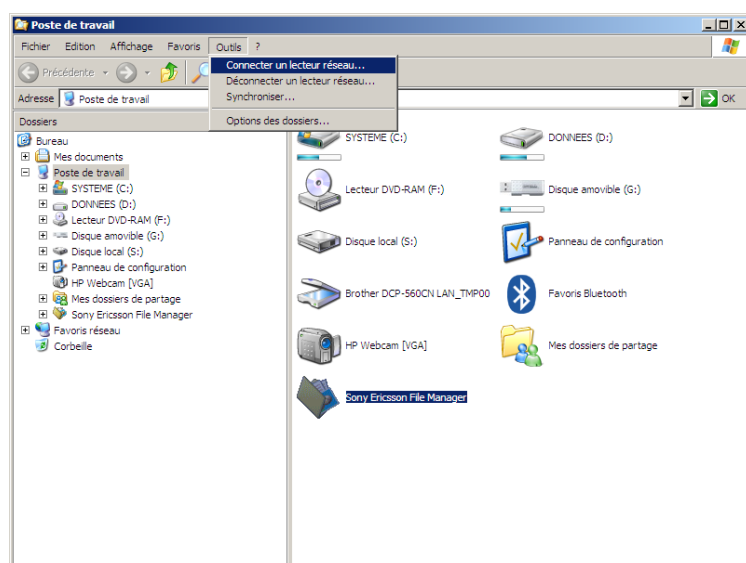 Poste de travail
Fichier Edition Affichage Favoris Outils ?
Connecter un lecteur réseau...
Déconnecter un lecteur réseau...
Synchroniser...
Options des dossiers...
Précédente
Adresse Poste de travail OK
Dossiers
Bureau
Mes documents
Poste de travail
SYSTEME (C:)
DONNEES (D:)
Lecteur DVD-RAM (F:)
Disque amovible (G:)
Disque local (S:)
Panneau de configuration
HP Webcam [VGA]
Mes dossiers de partage
Sony Ericsson File Manager
Favoris réseau
Corbeille
SYSTEME (C:) DONNEES (D:)
Lecteur DVD-RAM (F:) Disque amovible (G:)
Disque local (S:) Panneau de configuration
Brother DCP-560CN LAN_TMP00 Favoris Bluetooth
HP Webcam [VGA] Mes dossiers de partage
Sony Ericsson File Manager